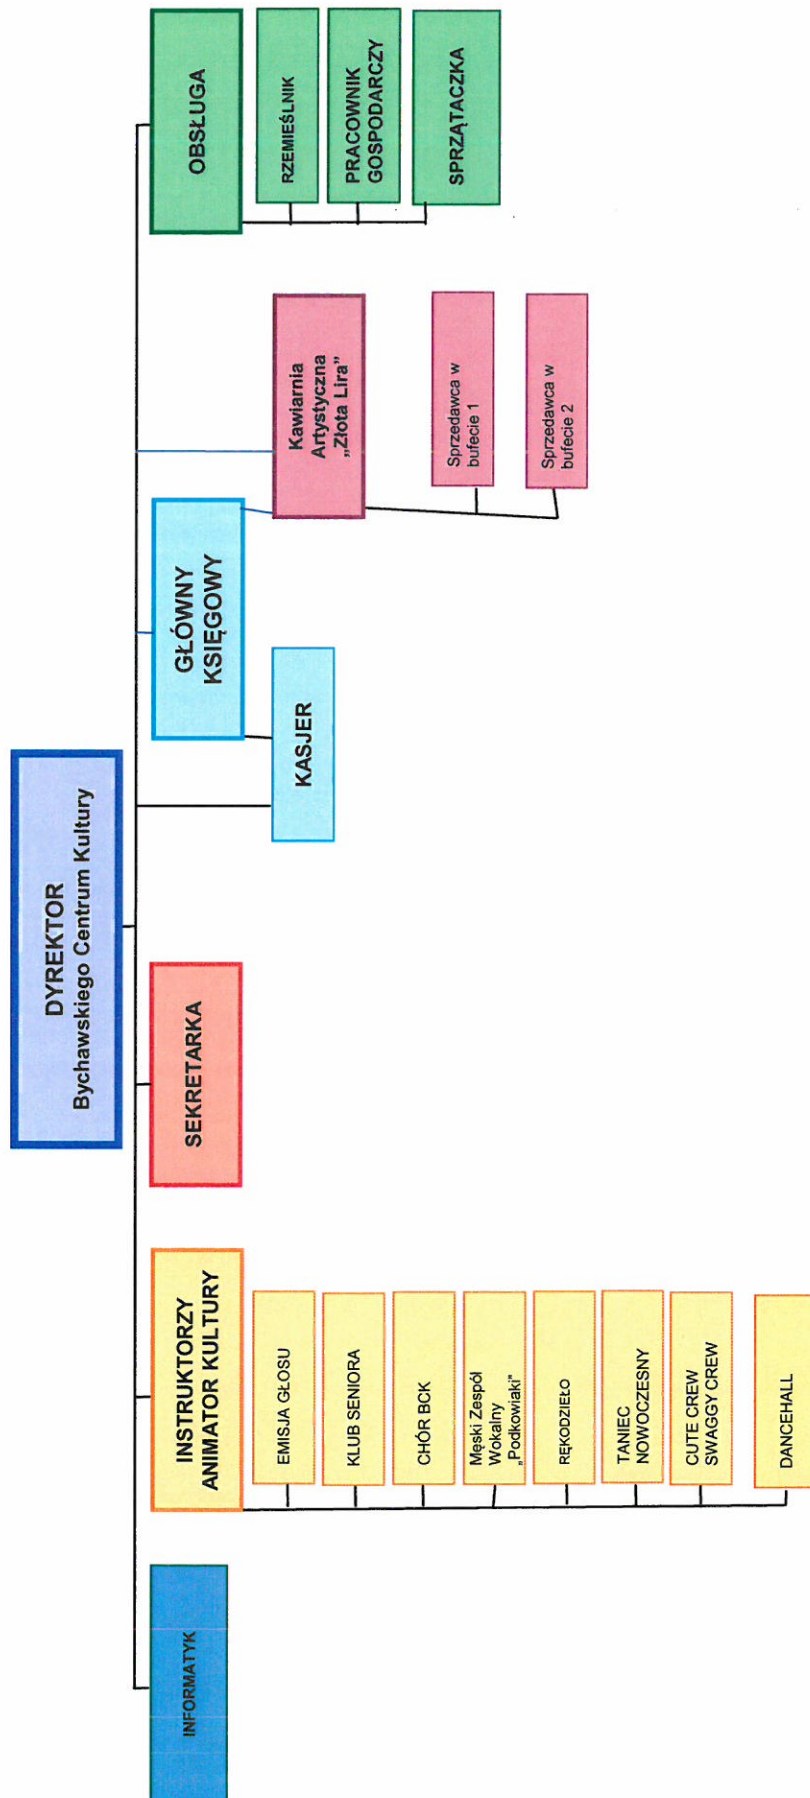 DYREKTOR
Bychawskiego Centrum Kultury
INFORMATYK
INSTRUKTORZY
ANIMATOR KULTURY
EMISJA GŁOSU
KLUB SENIORA
CHÓR BCK
Męski Zespół
Wokalny
„Podkowiaki”
RĘKODZIEŁO
TANIEC
NOWOCZESNY
CUTE CREW
SWAGGY CREW
DANCEHALL
SEKRETARKA
GŁÓWNY
KSIĘGOWY
KASJER
Kawiarnia
Artystyczna
„Złota Lira”
Sprzedawca w
bufecie 1
Sprzedawca w
bufecie 2
OBSŁUGA
RZEMIEŚLNIK
PRACOWNIK
GOSPODARCZY
SPRZĄTACZKA